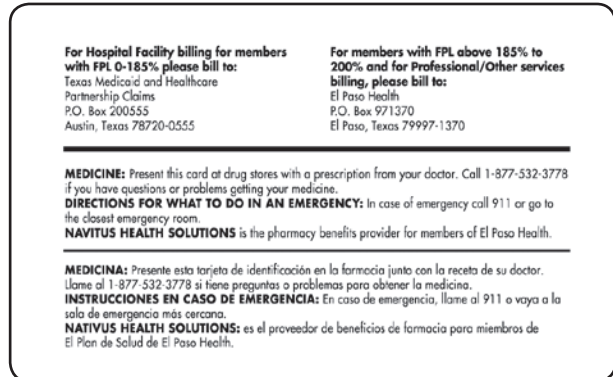 For Hospital Facility billing for members
with FPL 0-185% please bill to:
Texas Medicaid and Healthcare
Partnership Claims
P.O. Box 200555
Austin, Texas 78720-0555
For members with FPL above 185% to
200% and for Professional/Other services
billing, please bill to:
El Paso Health
P.O. Box 971370
El Paso, Texas 79997-1370
MEDICINE: Present this card at drug stores with a prescription from your doctor. Call 1-877-532-3778
if you have questions or problems getting your medicine.
DIRECTIONS FOR WHAT TO DO IN AN EMERGENCY: In case of emergency call 911 or go to
the closest emergency room.
NAVITUS HEALTH SOLUTIONS is the pharmacy benefits provider for members of El Paso Health.
MEDICINA: Presente esta tarjeta de identificación en la farmacia junto con la receta de su doctor.
Llame al 1-877-532-3778 si tiene preguntas o problemas para obtener la medicina.
INSTRUCCIONES EN CASO DE EMERGENCIA: En caso de emergencia, llame al 911 o vaya a la
sala de emergencia más cercana.
NATIVUS HEALTH SOLUTIONS: es el proveedor de beneficios de farmacia para miembros de
El Plan de Salud de El Paso Health.